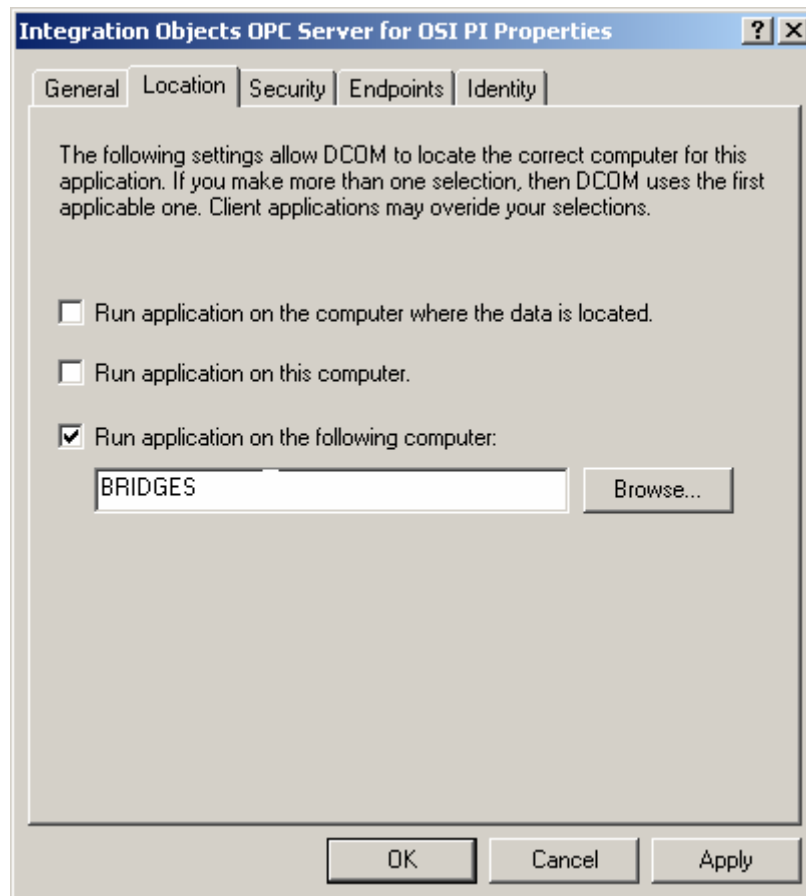 Integration Objects OPC Server for OSI PI Properties ? X
General Location Security Endpoints Identity
The following settings allow DCOM to locate the correct computer for this
application. If you make more than one selection, then DCOM uses the first
applicable one. Client applications may overide your selections.
Run application on the computer where the data is located.
Run application on this computer.
Run application on the following computer:
BRIDGES Browse...
OK Cancel Apply